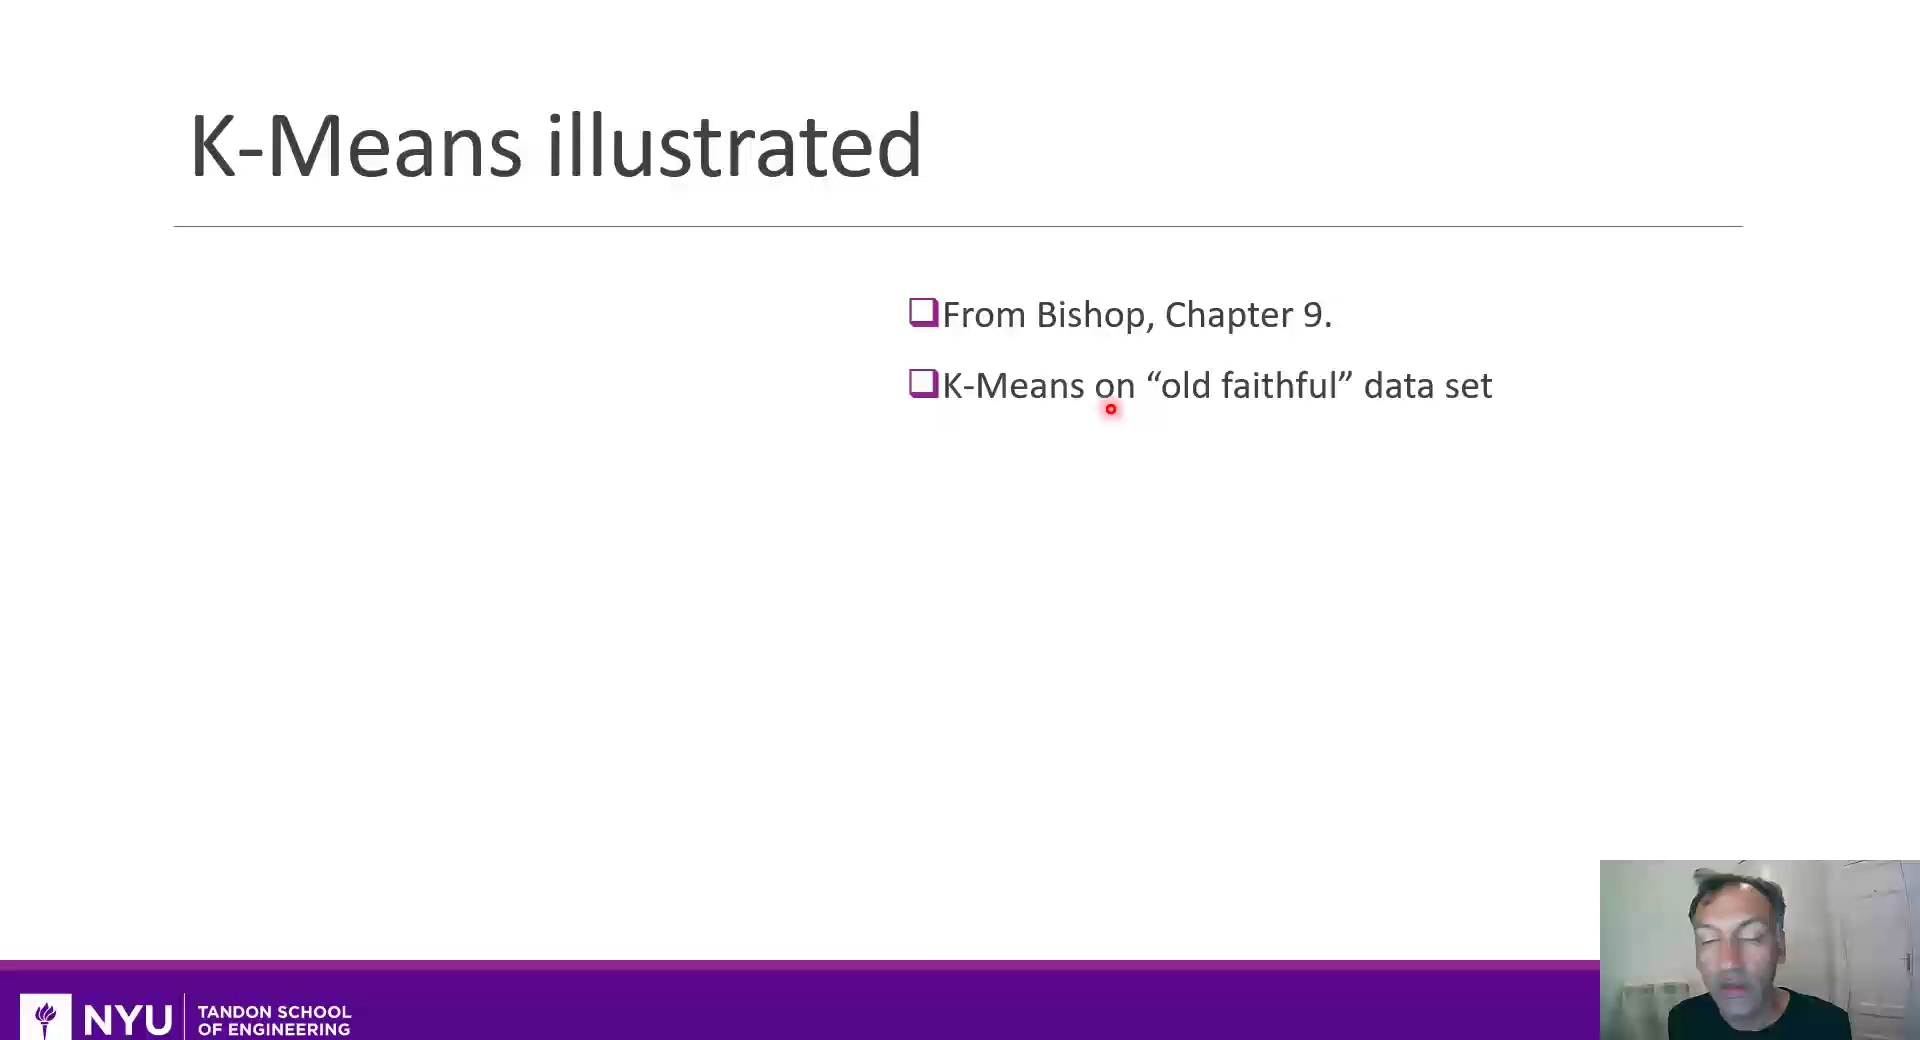 K-Means illustrated
From Bishop, Chapter 9.
K-Means on “old faithful” data set
NYU
TANDON SCHOOL
OF ENGINEERING